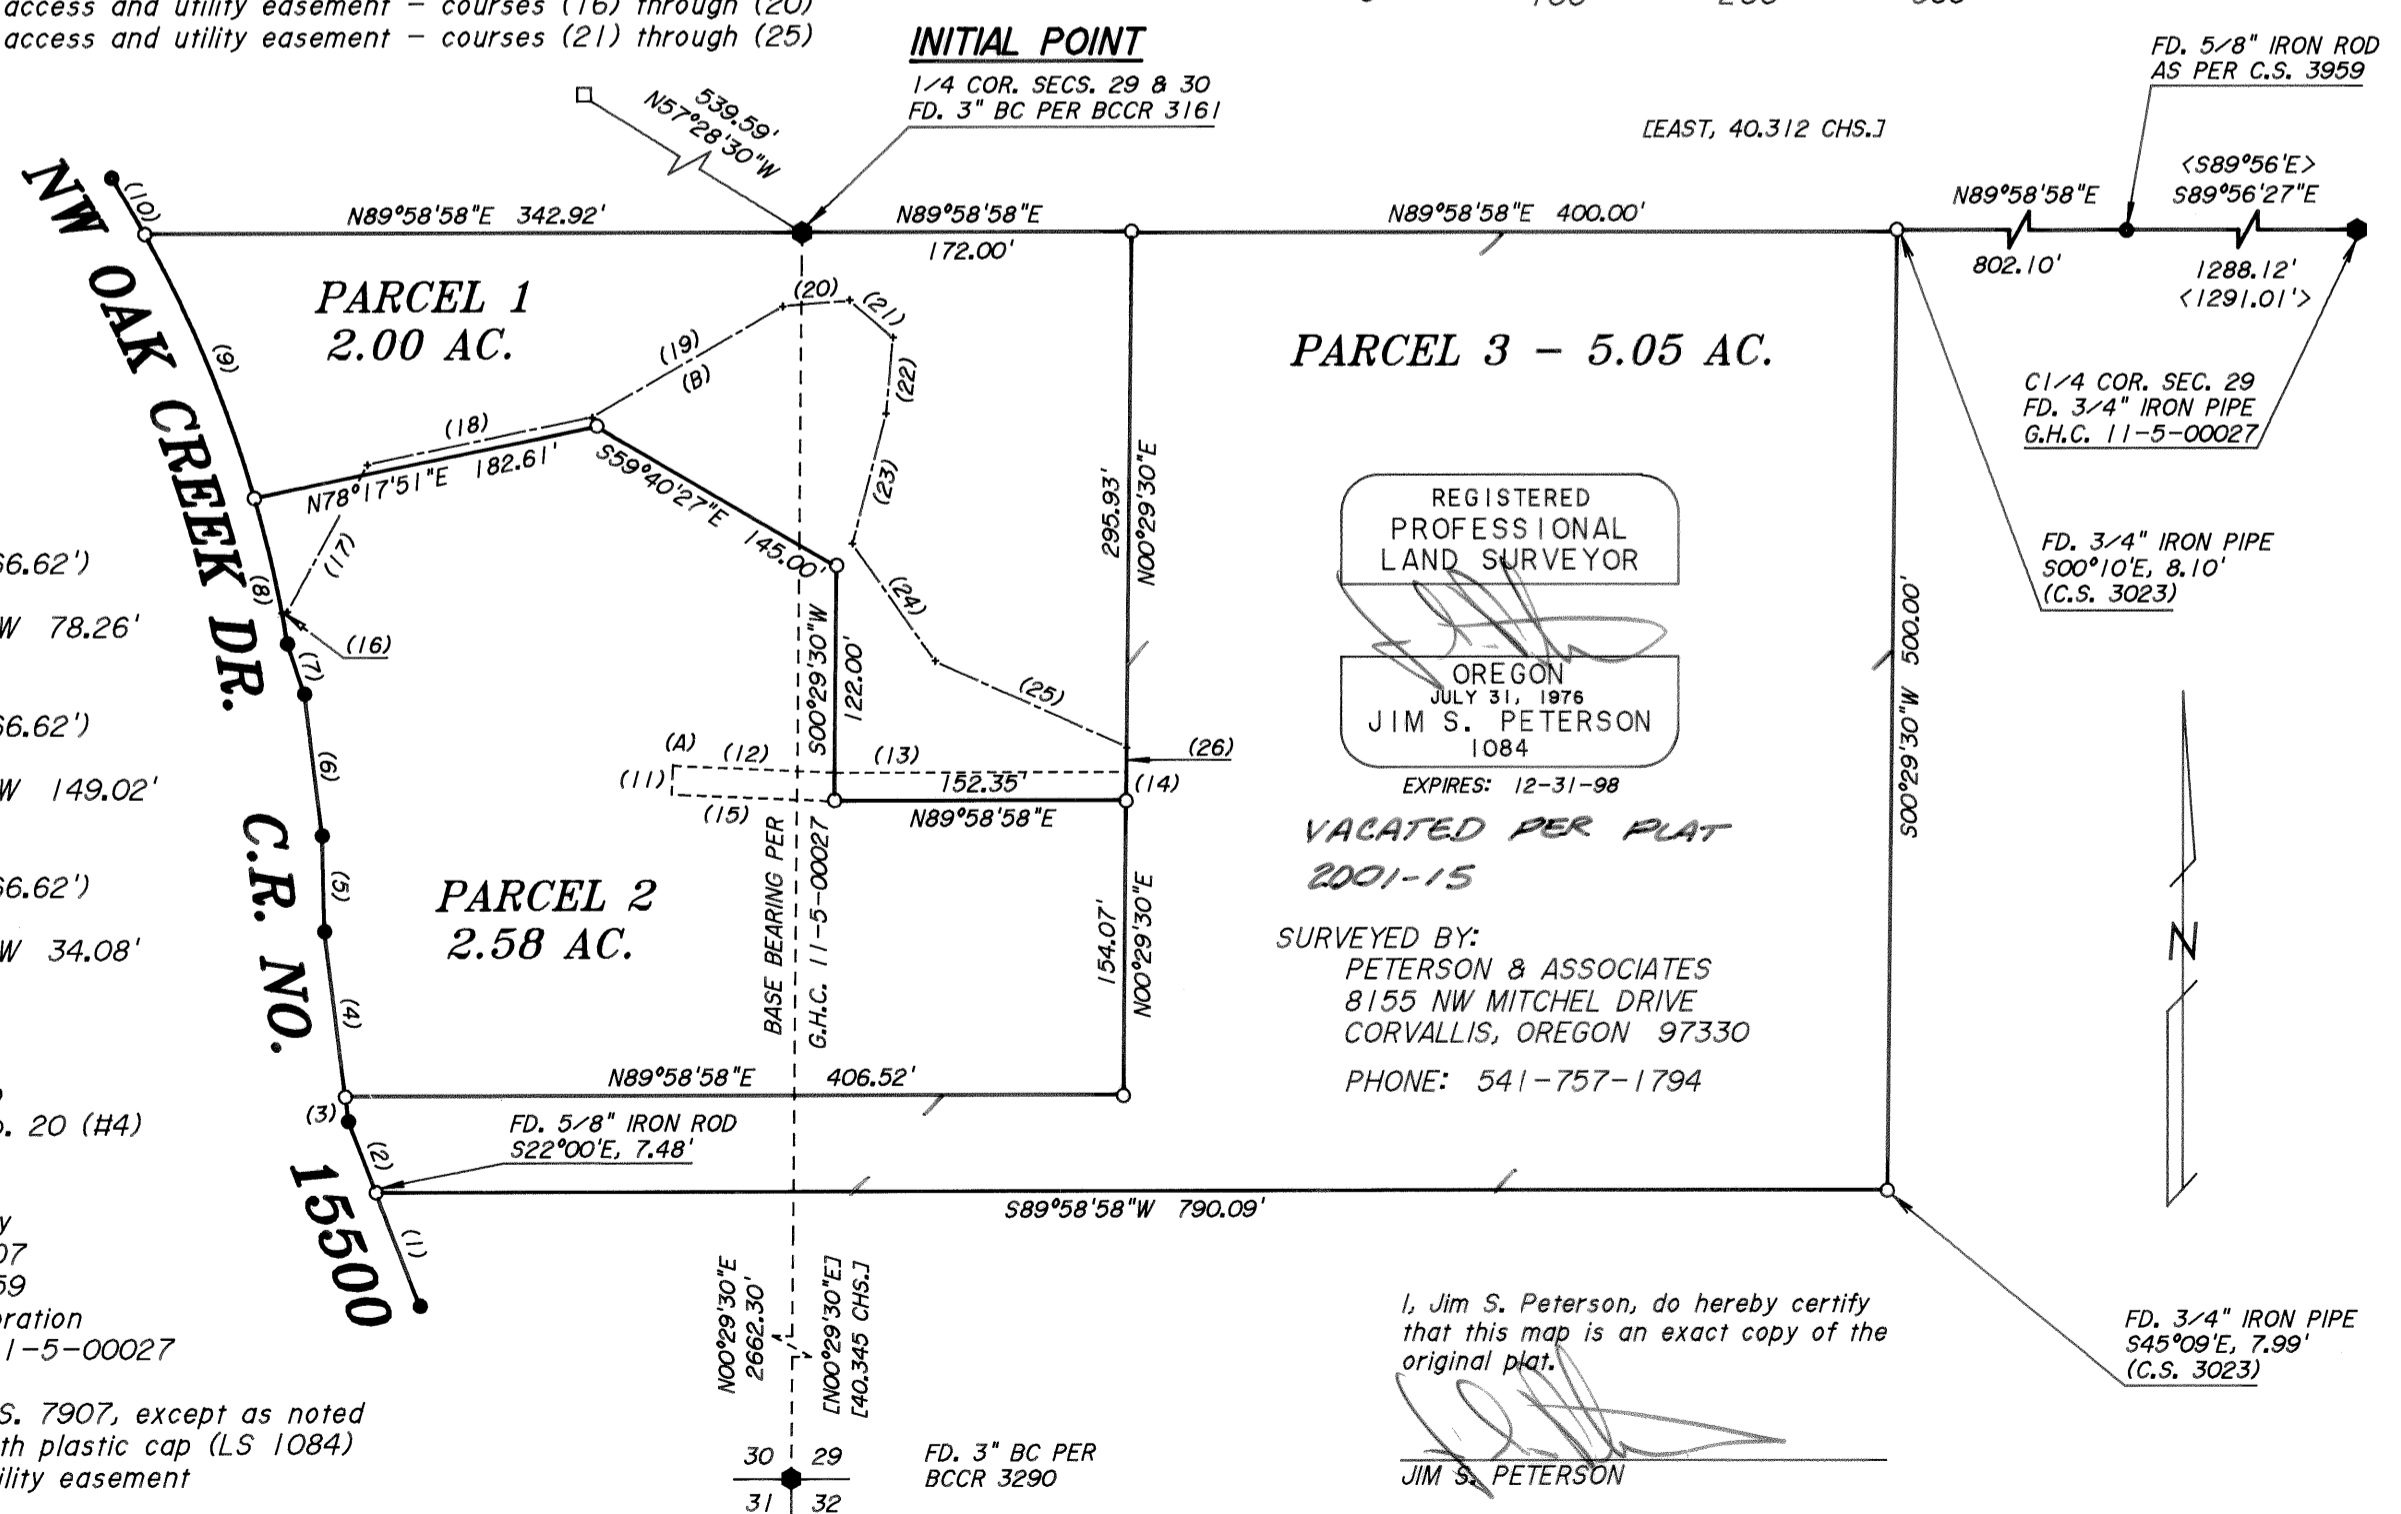 access and utility easement - courses (16) through (20)
access and utility easement - courses (21) through (25)
INITIAL POINT
1/4 COR. SECS. 29 & 30
FD. 3" BC PER BCCR 3161
539.59'
N57°28'30"W
FD. 5/8" IRON ROD
AS PER C.S. 3959
[EAST, 40.312 CHS.]
<S89°56'E>
S89°56'27"E
1288.12'
<1291.01'>
N89°58'58"E
802.10'
N89°58'58"E 342.92'
N89°58'58"E
172.00'
N89°58'58"E 400.00'
NW OAK CREEK DR.
C.R. NO. 15500
(10)
(9)
(8)
(7)
(6)
(5)
(4)
(3)
(2)
(1)
PARCEL 1
2.00 AC.
(20)
(21)
(19)
(B)
(22)
(18)
(23)
N78°17'51"E 182.61'
S59°40'27"E 145.00'
(17)
(16)
(24)
(25)
(26)
S00°29'30"W
122.00'
295.93'
N00°29'30"E
(A)
(12)
(13)
(11)
(15)
(14)
152.35'
N89°58'58"E
PARCEL 2
2.58 AC.
BASE BEARING PER
G.H.C. 11-5-00027
154.07'
N00°29'30"E
N89°58'58"E 406.52'
FD. 5/8" IRON ROD
S22°00'E, 7.48'
S89°58'58"W 790.09'
PARCEL 3 - 5.05 AC.
C1/4 COR. SEC. 29
FD. 3/4" IRON PIPE
G.H.C. 11-5-00027
FD. 3/4" IRON PIPE
S00°10'E, 8.10'
(C.S. 3023)
S00°29'30"W 500.00'
REGISTERED
PROFESSIONAL
LAND SURVEYOR
OREGON
JULY 31, 1976
JIM S. PETERSON
1084
EXPIRES: 12-31-98
VACATED PER PLAT
2001-15
SURVEYED BY:
PETERSON & ASSOCIATES
8155 NW MITCHEL DRIVE
CORVALLIS, OREGON 97330
PHONE: 541-757-1794
N
W 78.26'
W 149.02'
W 34.08'
20 (#4)
1-5-00027
7907, except as noted
plastic cap (LS 1084)
easement
N00°29'30"E
2662.30'
[N00°29'30"E]
[40.345 CHS.]
30 29
31 32
FD. 3" BC PER
BCCR 3290
I, Jim S. Peterson, do hereby certify
that this map is an exact copy of the
original plat.
JIM S. PETERSON
FD. 3/4" IRON PIPE
S45°09'E, 7.99'
(C.S. 3023)